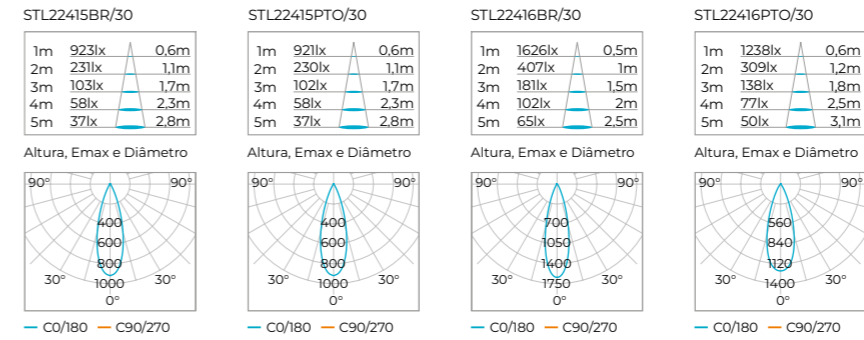 STL22415BR/30
1m 923lx 0,6m
2m 231lx 1,1m
3m 103lx 1,7m
4m 58lx 2,3m
5m 37lx 2,8m
Altura, Emax e Diâmetro
90° 90°
400
600
800
30° 1000 30°
0°
C0/180 C90/270
STL22415PTO/30
1m 921lx 0,6m
2m 230lx 1,1m
3m 102lx 1,7m
4m 58lx 2,3m
5m 37lx 2,8m
Altura, Emax e Diâmetro
90° 90°
400
600
800
30° 1000 30°
0°
C0/180 C90/270
STL22416BR/30
1m 1626lx 0,5m
2m 407lx 1m
3m 181lx 1,5m
4m 102lx 2m
5m 65lx 2,5m
Altura, Emax e Diâmetro
90° 90°
700
1050
1400
30° 1750 30°
0°
C0/180 C90/270
STL22416PTO/30
1m 1238lx 0,6m
2m 309lx 1,2m
3m 138lx 1,8m
4m 77lx 2,5m
5m 50lx 3,1m
Altura, Emax e Diâmetro
90° 90°
560
840
1120
30° 1400 30°
0°
C0/180 C90/270